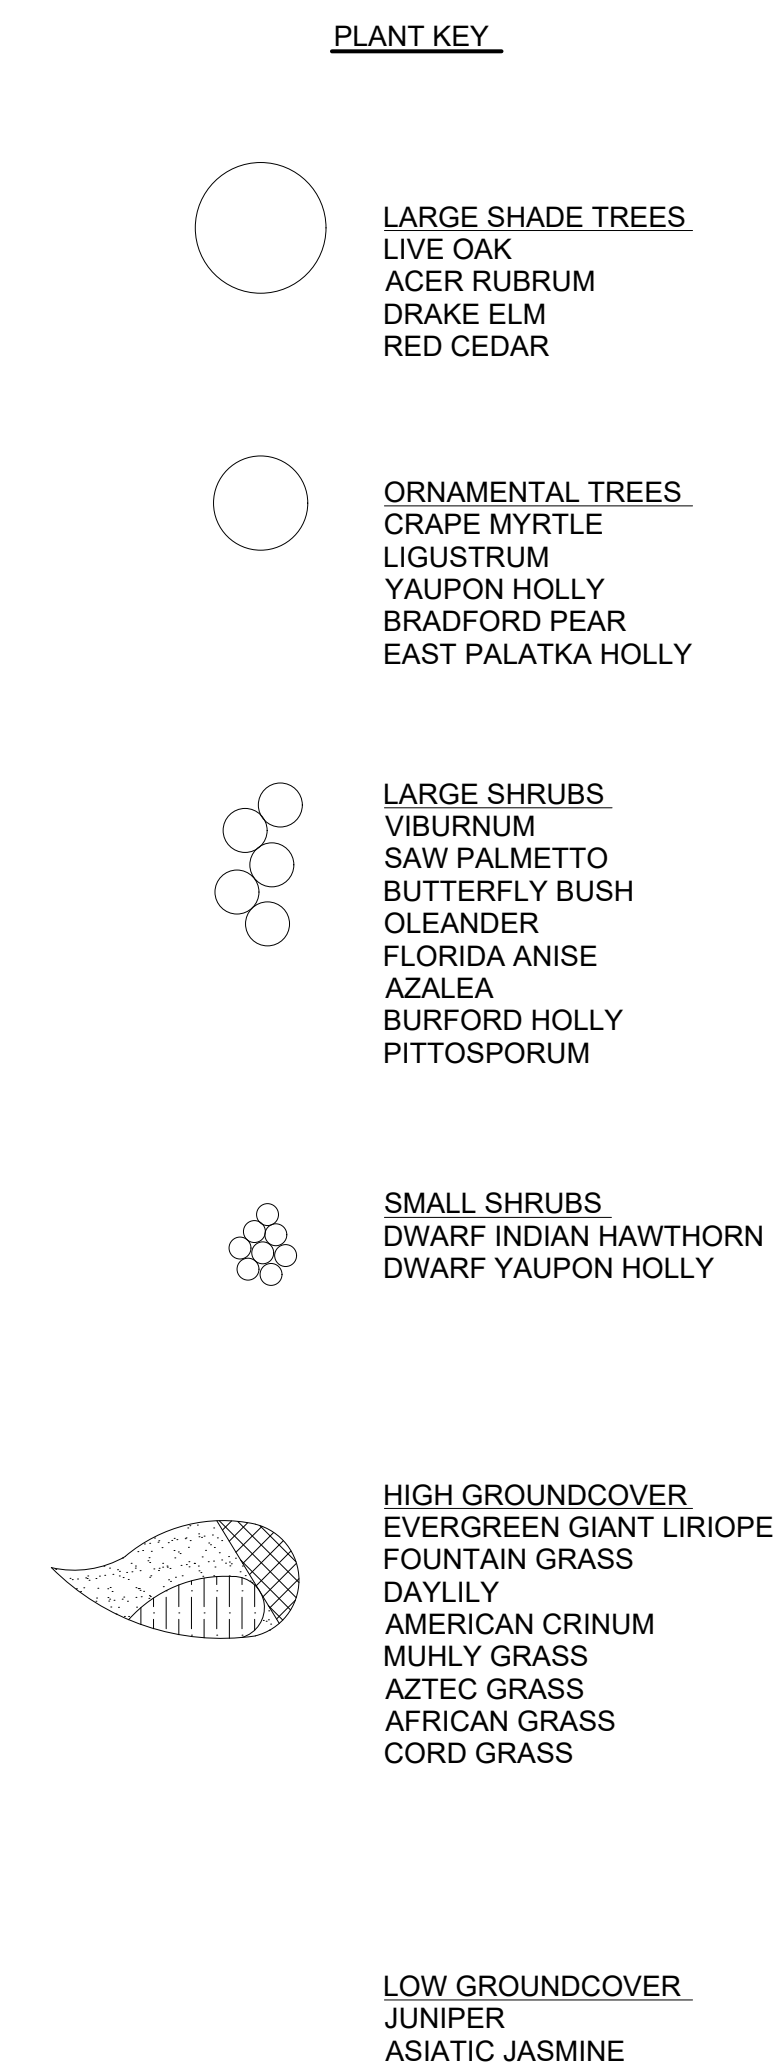 PLANT KEY
LARGE SHADE TREES
LIVE OAK
ACER RUBRUM
DRAKE ELM
RED CEDAR
ORNAMENTAL TREES
CRAPE MYRTLE
LIGUSTRUM
YAUPON HOLLY
BRADFORD PEAR
EAST PALATKA HOLLY
LARGE SHRUBS
VIBURNUM
SAW PALMETTO
BUTTERFLY BUSH
OLEANDER
FLORIDA ANISE
AZALEA
BURFORD HOLLY
PITTOSPORUM
SMALL SHRUBS
DWARF INDIAN HAWTHORN
DWARF YAUPON HOLLY
HIGH GROUNDCOVER
EVERGREEN GIANT LIRIOPE
FOUNTAIN GRASS
DAYLILY
AMERICAN CRINUM
MUHLY GRASS
AZTEC GRASS
AFRICAN GRASS
CORD GRASS
LOW GROUNDCOVER
JUNIPER
ASIATIC JASMINE